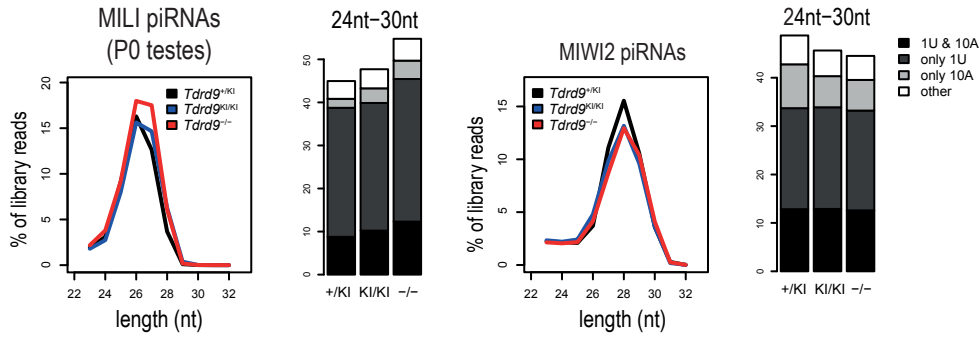 MILI piRNAs
(P0 testes)
% of library reads
20
15
10
5
0
Tdrd9+/KI
Tdrd9KI/KI
Tdrd9−/−
22 24 26 28 30 32
length (nt)
24nt−30nt
50
40
30
20
10
0
+/KI KI/KI −/−
MIWI2 piRNAs
% of library reads
15
10
5
0
Tdrd9+/KI
Tdrd9KI/KI
Tdrd9−/−
22 24 26 28 30 32
length (nt)
24nt−30nt
40
30
20
10
0
+/KI KI/KI −/−
1U & 10A
only 1U
only 10A
other